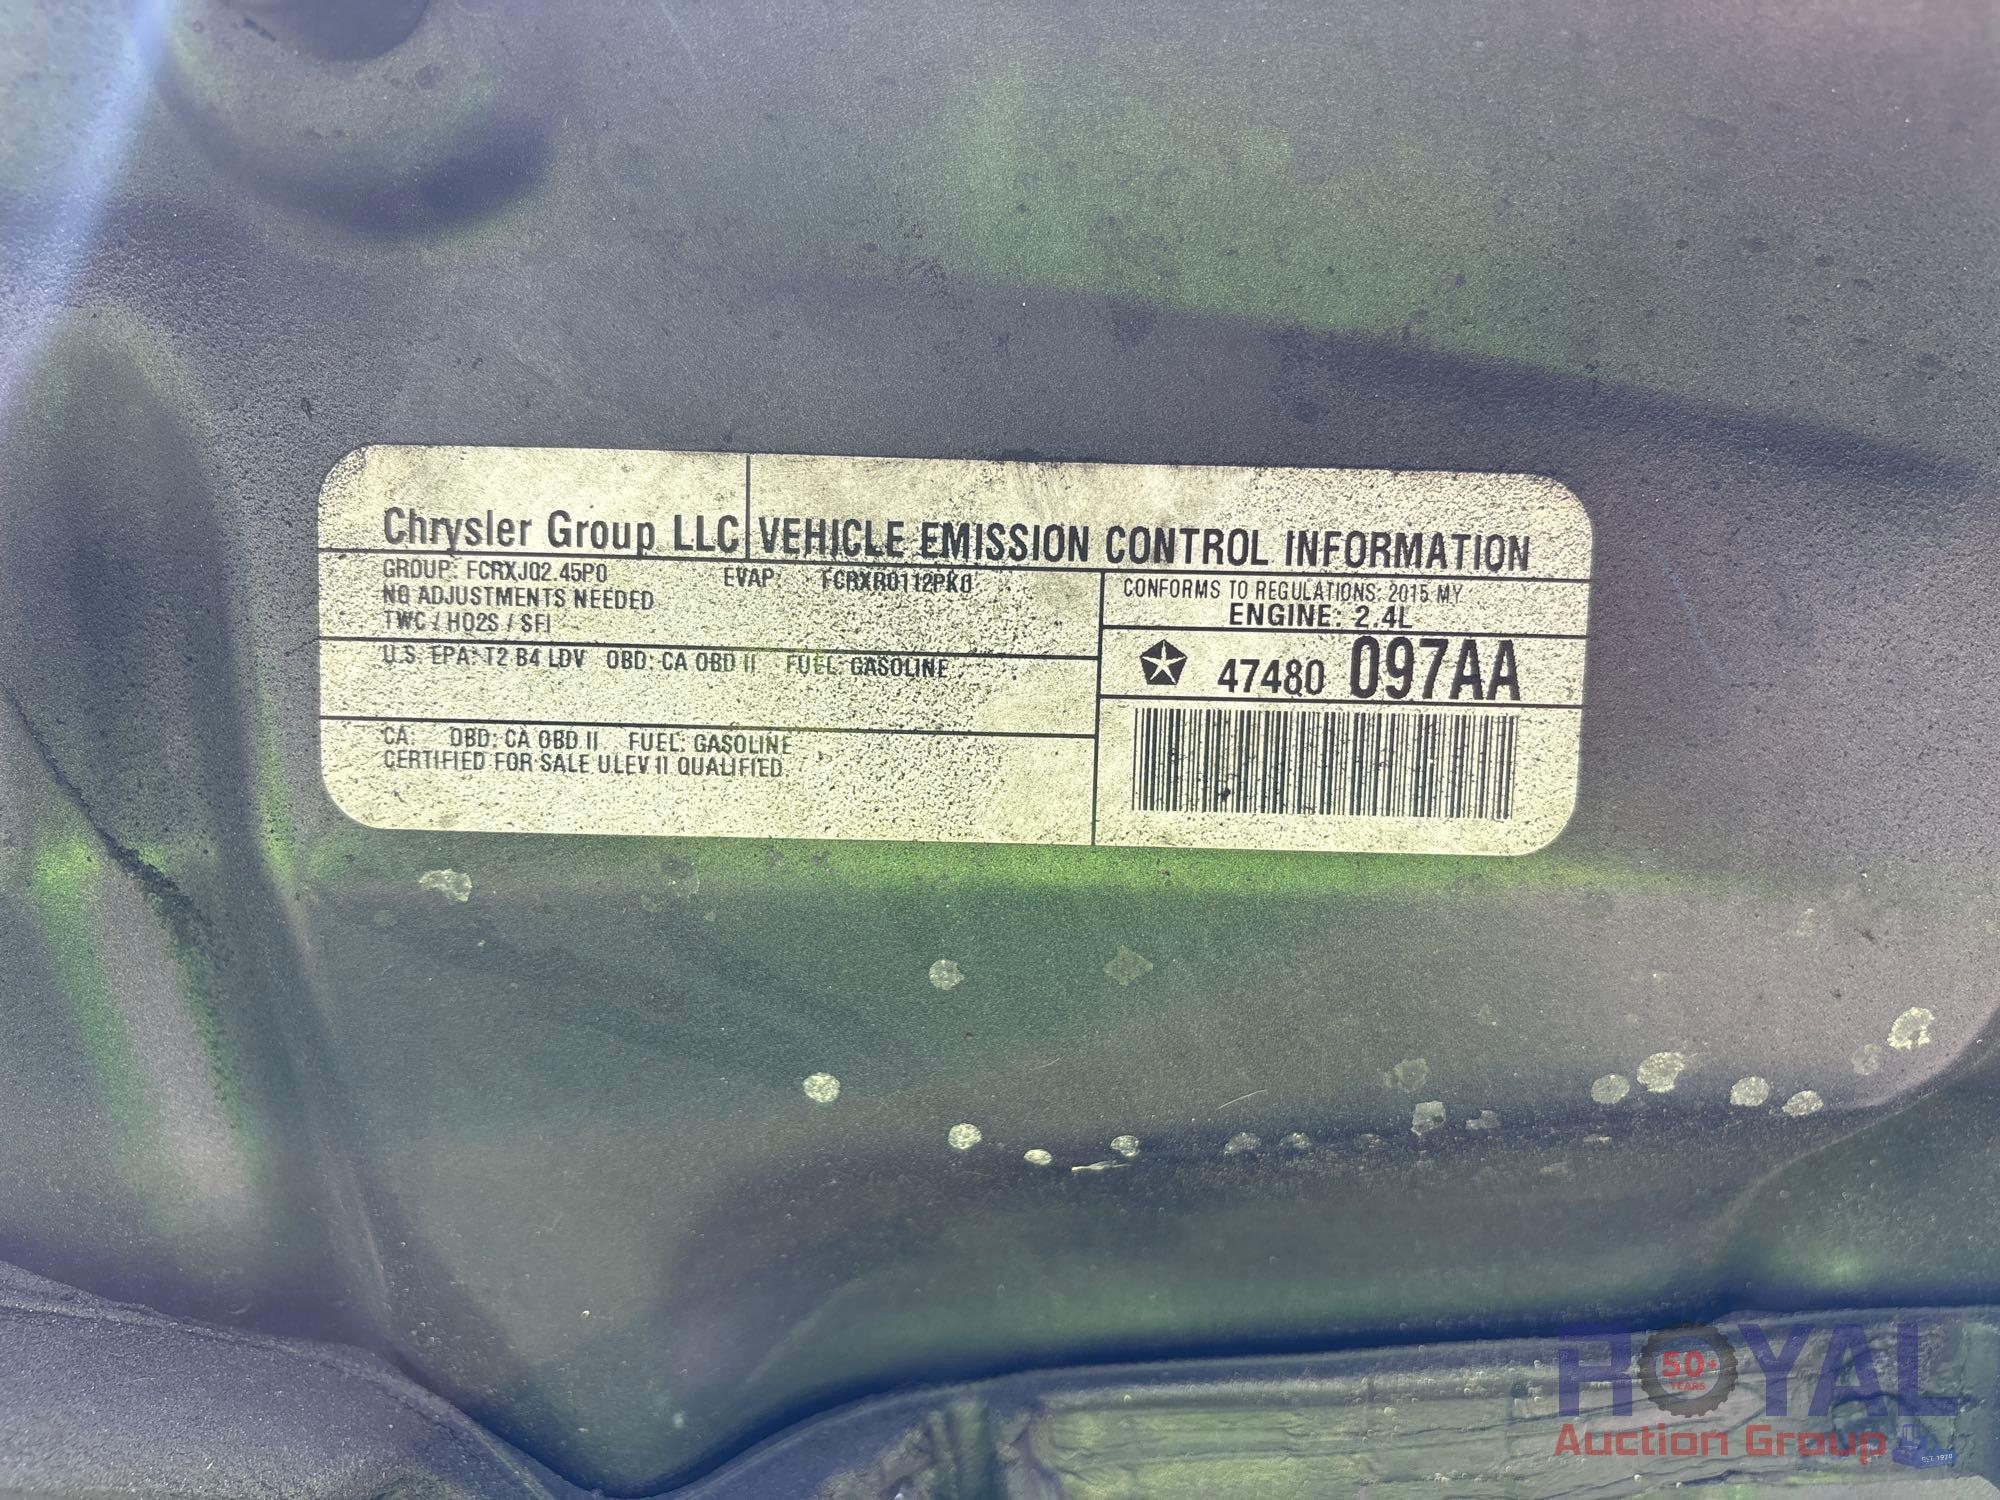 Chrysler Group LLC VEHICLE EMISSION CONTROL INFORMATION
GROUP: FCRXJ02.45P0 EVAP: FCRXR0112PK0
NO ADJUSTMENTS NEEDED
TWC / HO2S / SFI
U.S. EPA: T2 B4 LDV OBD: CA OBD II FUEL: GASOLINE
CA: OBD: CA OBD II FUEL: GASOLINE
CERTIFIED FOR SALE ULEV II QUALIFIED.
CONFORMS TO REGULATIONS: 2015 MY
ENGINE: 2.4L
47480 097AA
ROYAL
50+
YEARS
Auction Group
EST. 1970